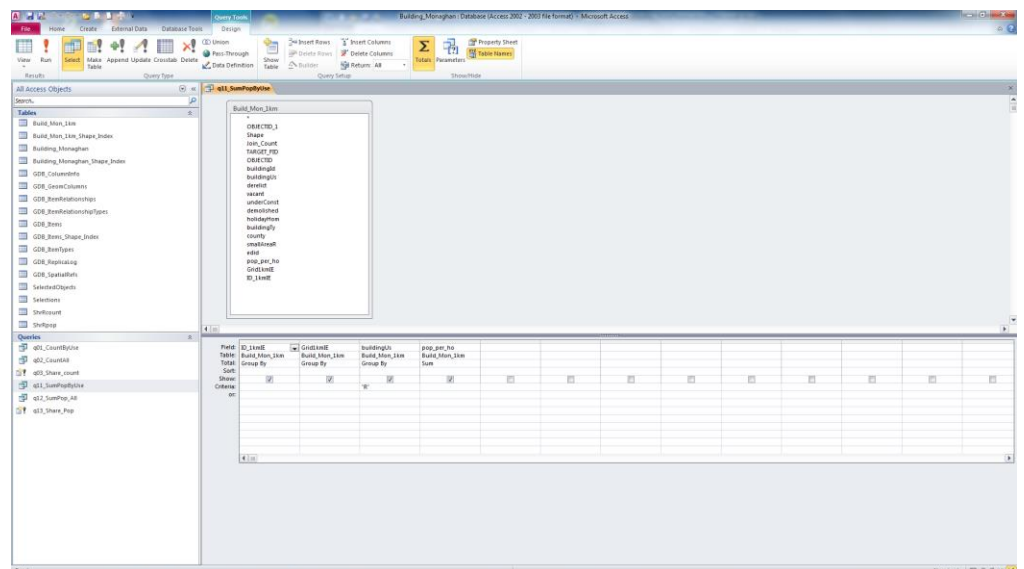 Query Tools
Building_Monaghan : Database (Access 2002 - 2003 file format) - Microsoft Access
File Home Create External Data Database Tools Design
View Run Select Make Table Append Update Crosstab Delete
Union
Pass-Through
Data Definition
Show Table
Insert Rows
Delete Rows
Builder
Insert Columns
Delete Columns
Return: All
Totals Parameters
Property Sheet
Table Names
Results Query Type Query Setup Show/Hide
All Access Objects
Search..
Tables
Build_Mon_1km
Build_Mon_1km_Shape_Index
Building_Monaghan
Building_Monaghan_Shape_Index
GDB_ColumnInfo
GDB_GeomColumns
GDB_ItemRelationships
GDB_ItemRelationshipTypes
GDB_Items
GDB_Items_Shape_Index
GDB_ItemTypes
GDB_ReplicaLog
GDB_SpatialRefs
SelectedObjects
Selections
ShrRcount
ShrRpop
Queries
q01_CountByUse
q02_CountAll
q03_Share_count
q11_SumPopByUse
q12_SumPop_All
q13_Share_Pop
q11_SumPopByUse
Build_Mon_1km
*
OBJECTID_1
Shape
Join_Count
TARGET_FID
OBJECTID
buildingId
buildingUs
derelict
vacant
underConst
demolished
holidayHom
buildingTy
county
smallAreaR
edid
pop_per_ho
Grid1kmIE
ID_1kmIE
Field: ID_1kmIE Grid1kmIE buildingUs pop_per_ho
Table: Build_Mon_1km Build_Mon_1km Build_Mon_1km Build_Mon_1km
Total: Group By Group By Group By Sum
Sort:
Show:
Criteria: 'R'
or: